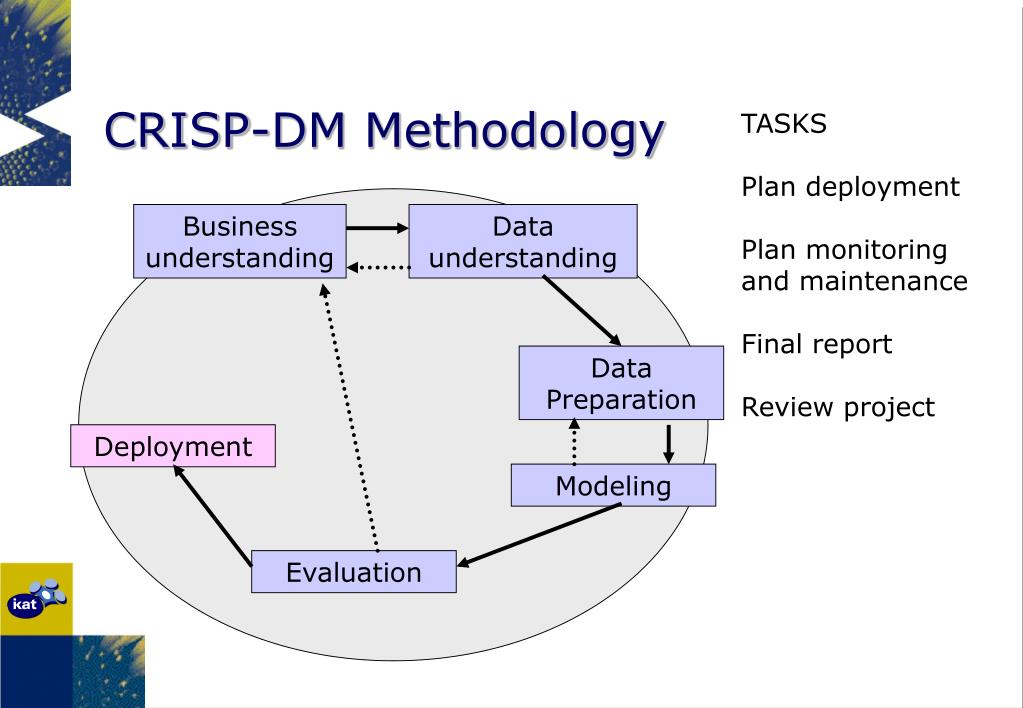 CRISP-DM Methodology
Business
understanding
Data
understanding
Data
Preparation
Modeling
Evaluation
Deployment
TASKS
Plan deployment
Plan monitoring
and maintenance
Final report
Review project
kat